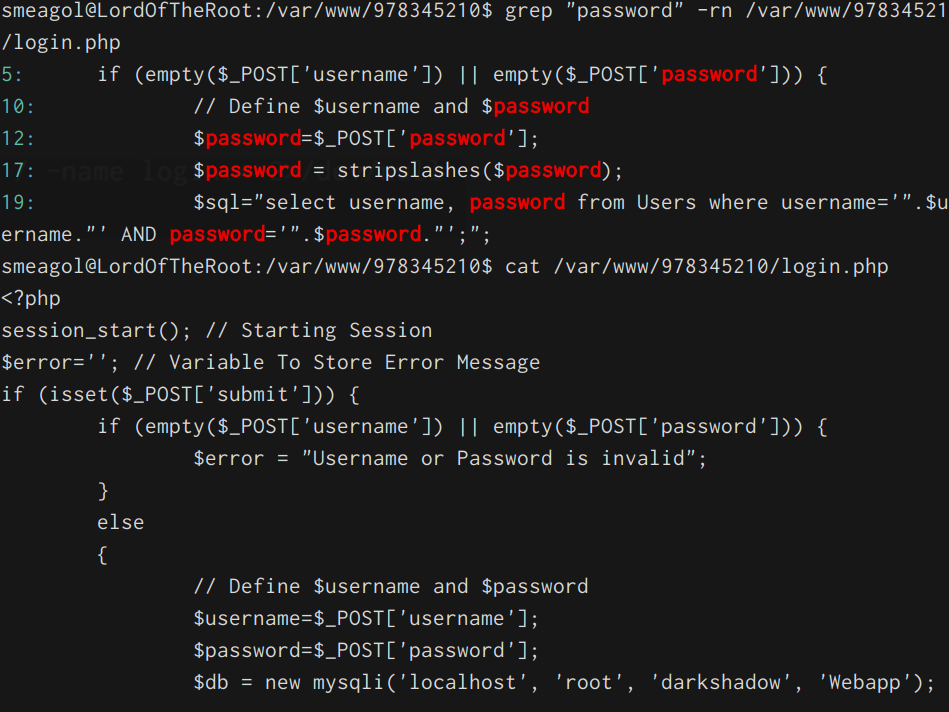 smeagol@LordOfTheRoot:/var/www/978345210$ grep "password" -rn /var/www/97834521
/login.php
5:      if (empty($_POST['username']) || empty($_POST['password'])) {
10:             // Define $username and $password
12:             $password=$_POST['password'];
17:             $password = stripslashes($password);
19:             $sql="select username, password from Users where username='".$u
ername."' AND password='".$password."';";
smeagol@LordOfTheRoot:/var/www/978345210$ cat /var/www/978345210/login.php
<?php
session_start(); // Starting Session
$error=''; // Variable To Store Error Message
if (isset($_POST['submit'])) {
        if (empty($_POST['username']) || empty($_POST['password'])) {
                $error = "Username or Password is invalid";
        }
        else
        {
                // Define $username and $password
                $username=$_POST['username'];
                $password=$_POST['password'];
                $db = new mysqli('localhost', 'root', 'darkshadow', 'Webapp');